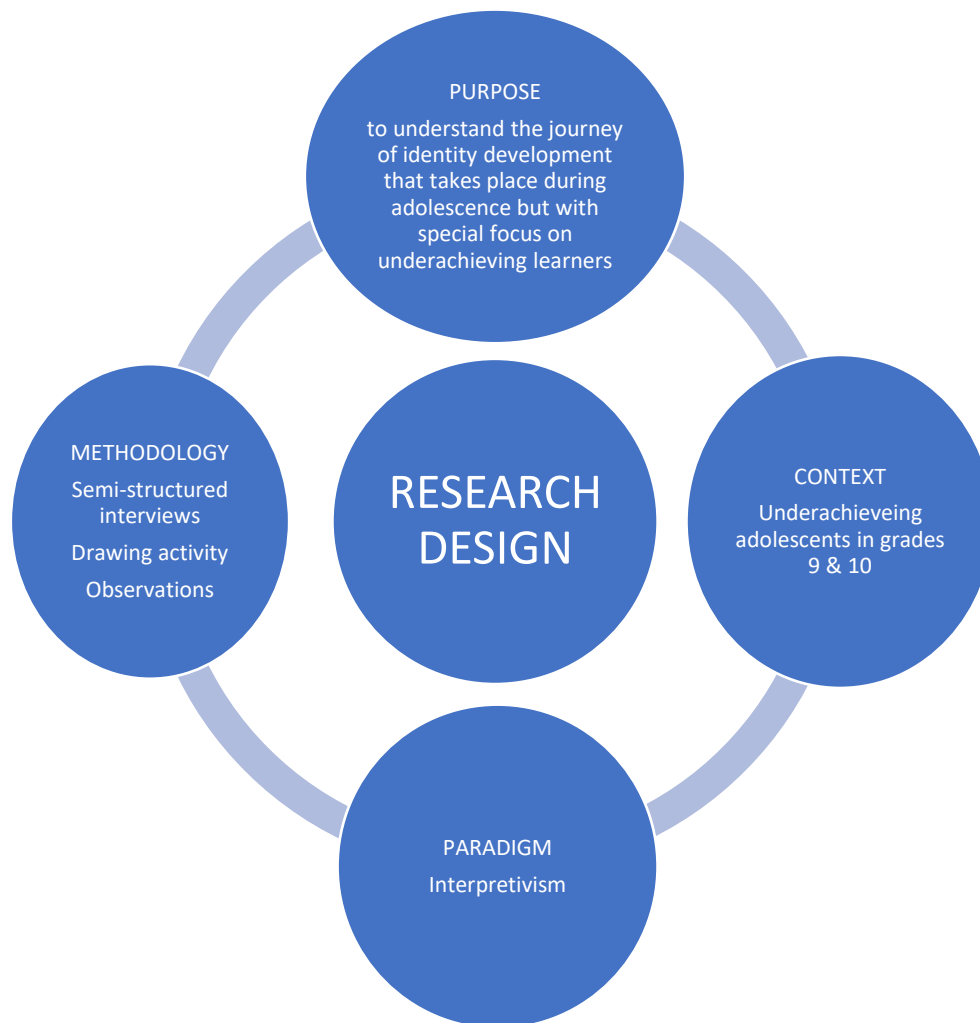 PURPOSE
to understand the journey
of identity development
that takes place during
adolescence but with
special focus on
underachieving learners
METHODOLOGY
Semi-structured
interviews
Drawing activity
Observations
RESEARCH
DESIGN
CONTEXT
Underachieveing
adolescents in grades
9 & 10
PARADIGM
Interpretivism